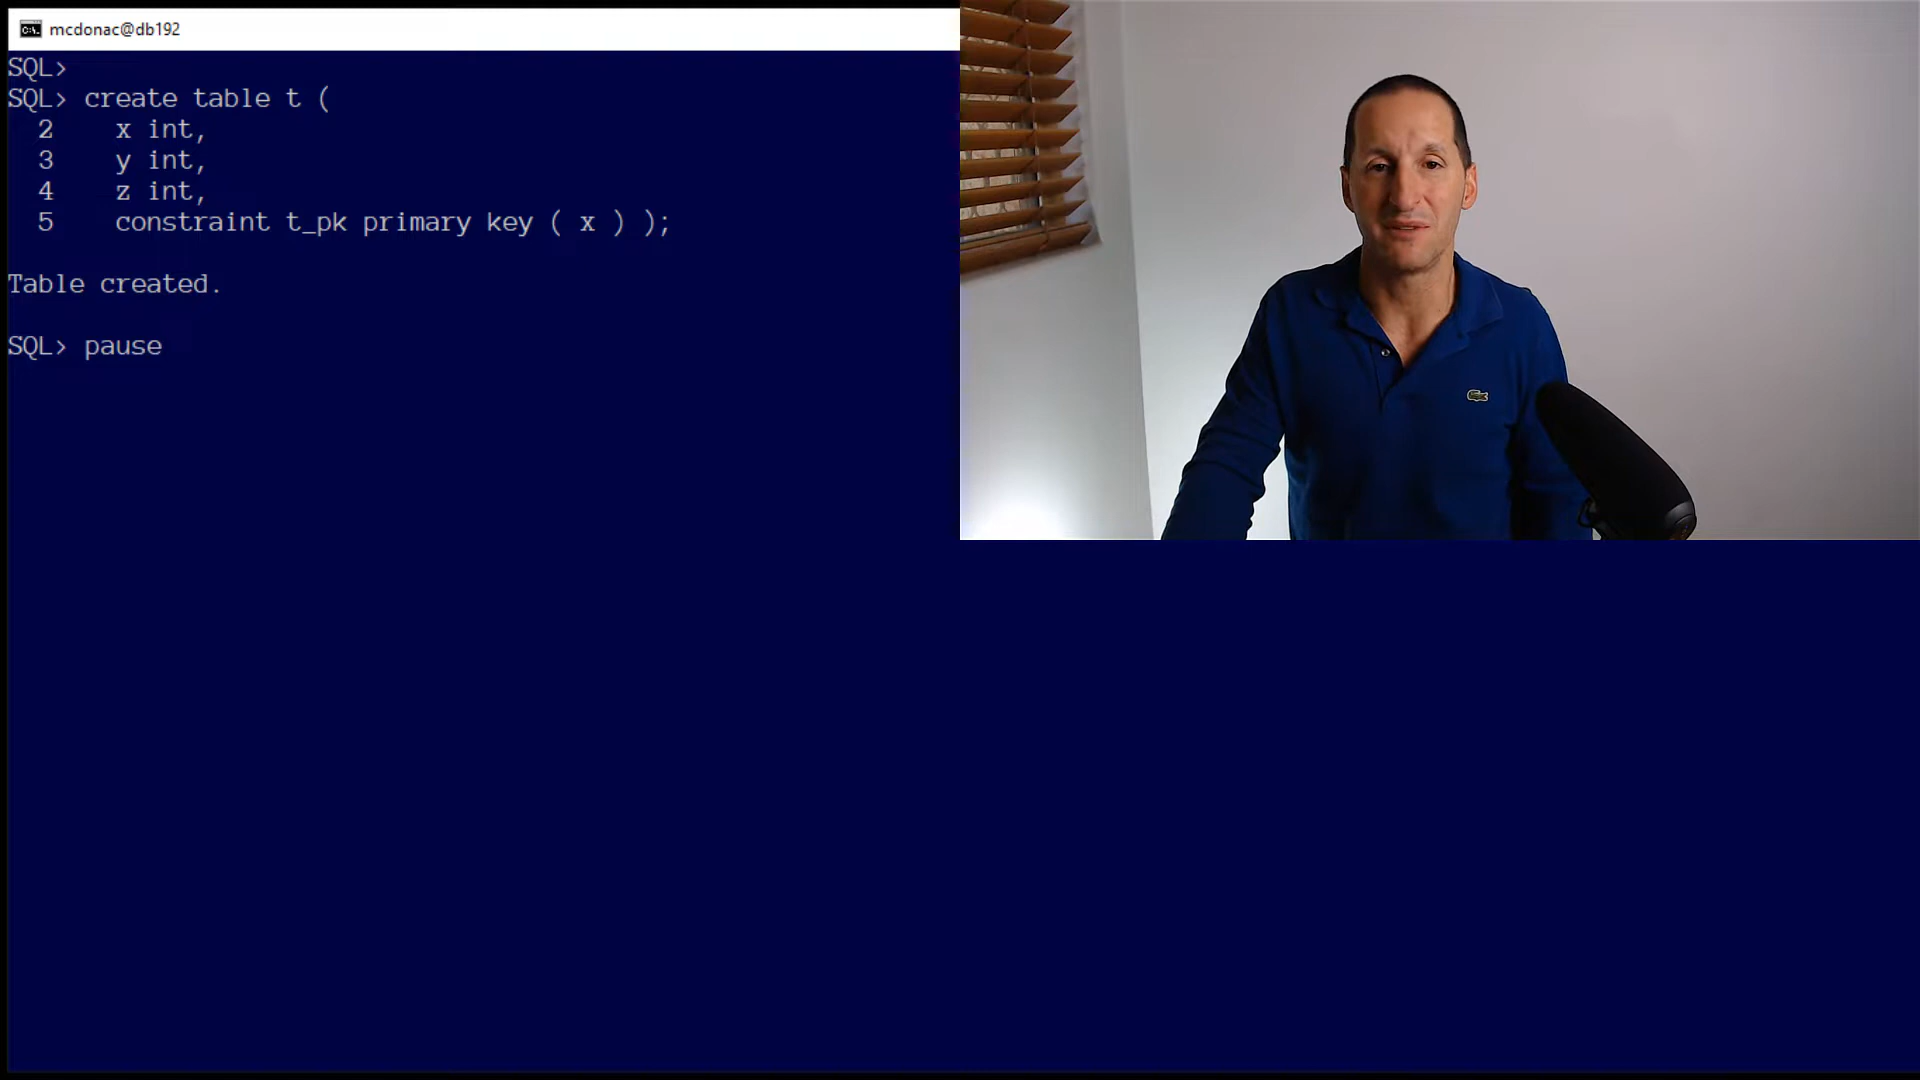 mcdonac@db192
SQL>
SQL> create table t (
2 x int,
3 y int,
4 z int,
5 constraint t_pk primary key ( x ) );
Table created.
SQL> pause